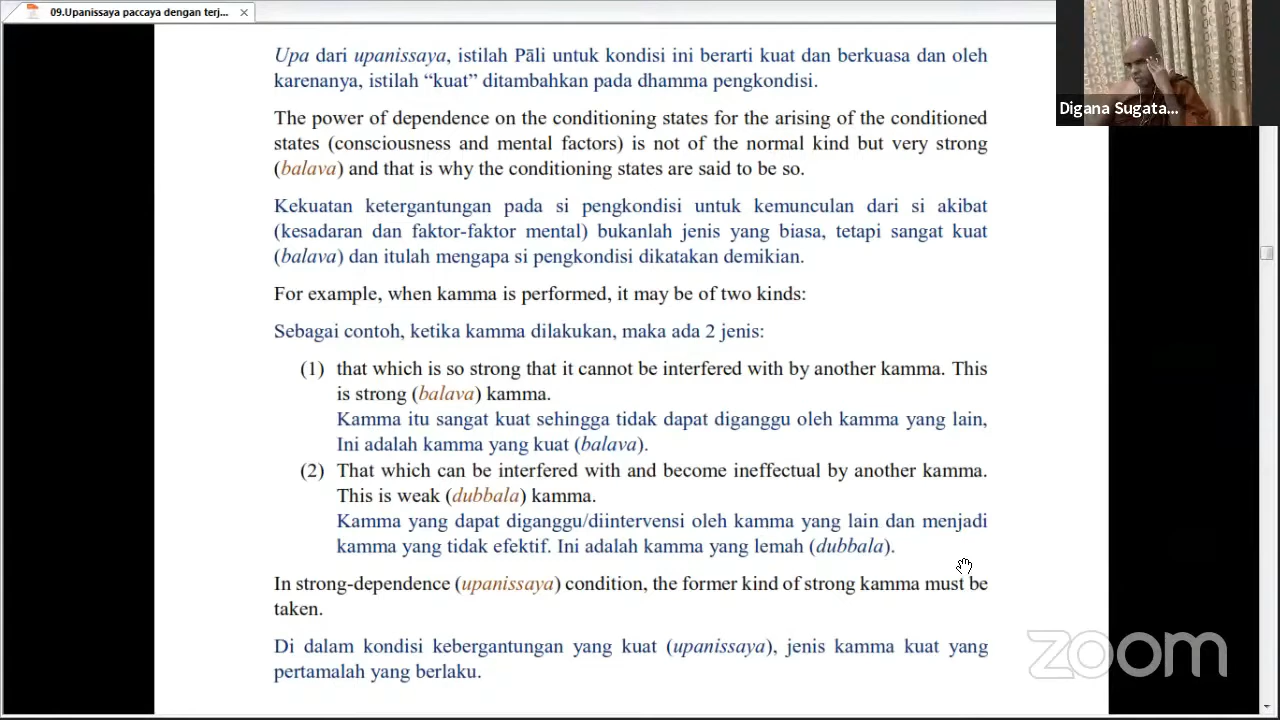 09.Upanissaya paccaya dengan terj...
Upa dari upanissaya, istilah Pāli untuk kondisi ini berarti kuat dan berkuasa dan oleh
karenanya, istilah “kuat” ditambahkan pada dhamma pengkondisi.
Digana Sugata...
The power of dependence on the conditioning states for the arising of the conditioned
states (consciousness and mental factors) is not of the normal kind but very strong
(balava) and that is why the conditioning states are said to be so.
Kekuatan ketergantungan pada si pengkondisi untuk kemunculan dari si akibat
(kesadaran dan faktor-faktor mental) bukanlah jenis yang biasa, tetapi sangat kuat
(balava) dan itulah mengapa si pengkondisi dikatakan demikian.
For example, when kamma is performed, it may be of two kinds:
Sebagai contoh, ketika kamma dilakukan, maka ada 2 jenis:
(1) that which is so strong that it cannot be interfered with by another kamma. This
is strong (balava) kamma.
Kamma itu sangat kuat sehingga tidak dapat diganggu oleh kamma yang lain,
Ini adalah kamma yang kuat (balava).
(2) That which can be interfered with and become ineffectual by another kamma.
This is weak (dubbala) kamma.
Kamma yang dapat diganggu/diintervensi oleh kamma yang lain dan menjadi
kamma yang tidak efektif. Ini adalah kamma yang lemah (dubbala).
In strong-dependence (upanissaya) condition, the former kind of strong kamma must be
taken.
Di dalam kondisi kebergantungan yang kuat (upanissaya), jenis kamma kuat yang
pertamalah yang berlaku.
zoom